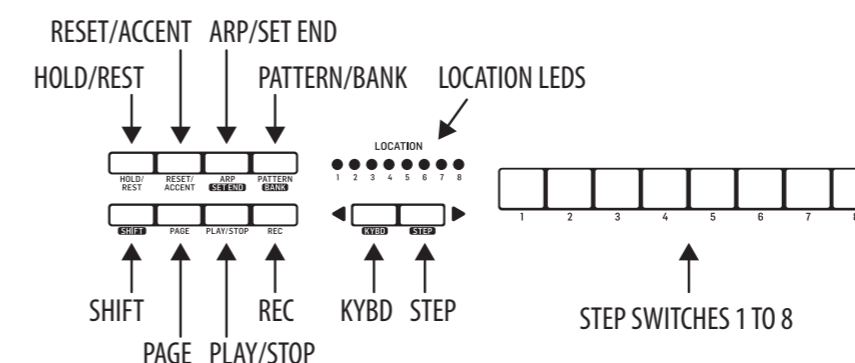 RESET/ACCENT ARP/SET END
HOLD/REST PATTERN/BANK LOCATION LEDS
LOCATION
1 2 3 4 5 6 7 8
HOLD/ REST RESET/ ACCENT ARP SET END PATTERN BANK
1 2 3 4 5 6 7 8
SHIFT PAGE PLAY/STOP REC
KYBD STEP
SHIFT REC KYBD STEP
STEP SWITCHES 1 TO 8
PAGE PLAY/STOP